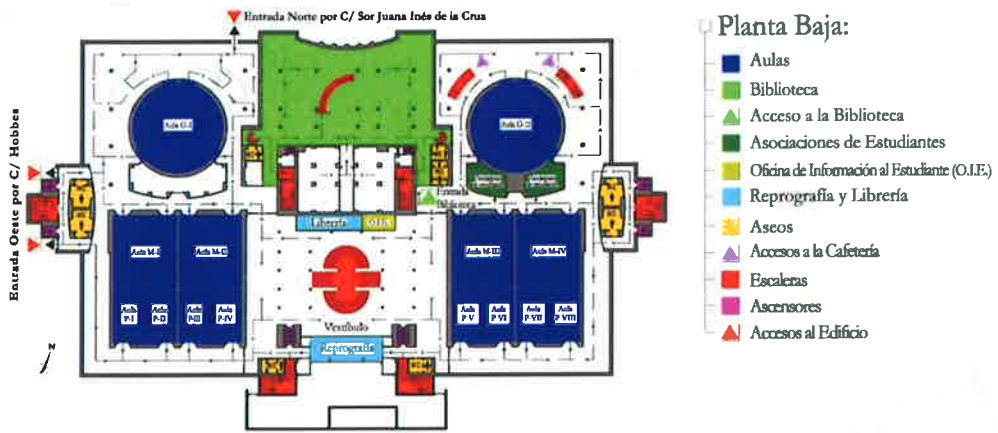 Entrada Norte por C/ Sor Juana Inés de la Cruz
Entrada Oeste por C/ Hobbes
Aula G-I
Aula G-II
Entrada
Biblioteca
Librería
O.I.E.
Aula M-I
Aula M-II
Aula M-III
Aula M-IV
Aula P-I
Aula P-II
Aula P-III
Aula P-IV
Aula P V
Aula P VI
Aula P-VII
Aula P VIII
Vestíbulo
Reprografía
N
Planta Baja:
Aulas
Biblioteca
Acceso a la Biblioteca
Asociaciones de Estudiantes
Oficina de Información al Estudiante (O.I.E.)
Reprografía y Librería
Aseos
Accesos a la Cafetería
Escaleras
Ascensores
Accesos al Edificio